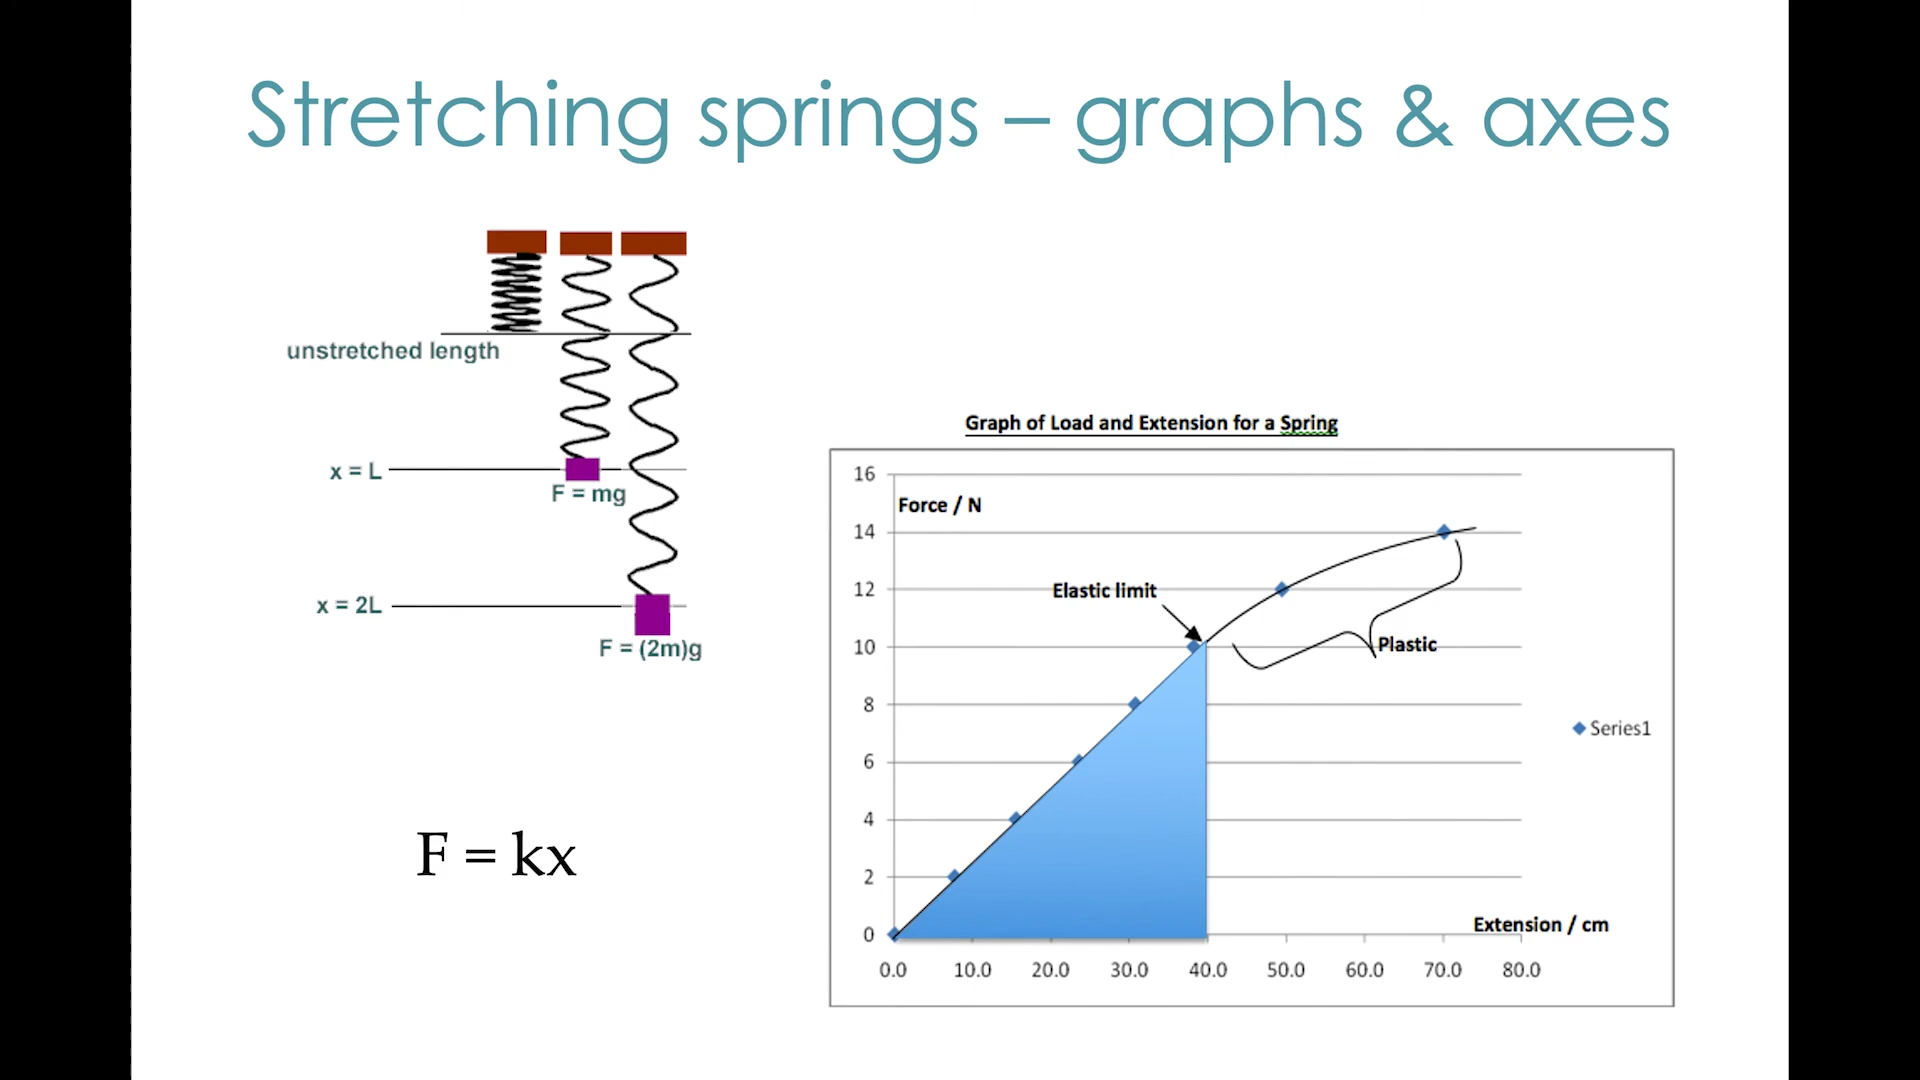 Stretching springs – graphs & axes
unstretched length
x = L
F = mg
x = 2L
F = (2m)g
F = kx
Graph of Load and Extension for a Spring
16
Force / N
14
12
Elastic limit
10
Plastic
8
Series1
6
4
2
Extension / cm
0
0.0 10.0 20.0 30.0 40.0 50.0 60.0 70.0 80.0